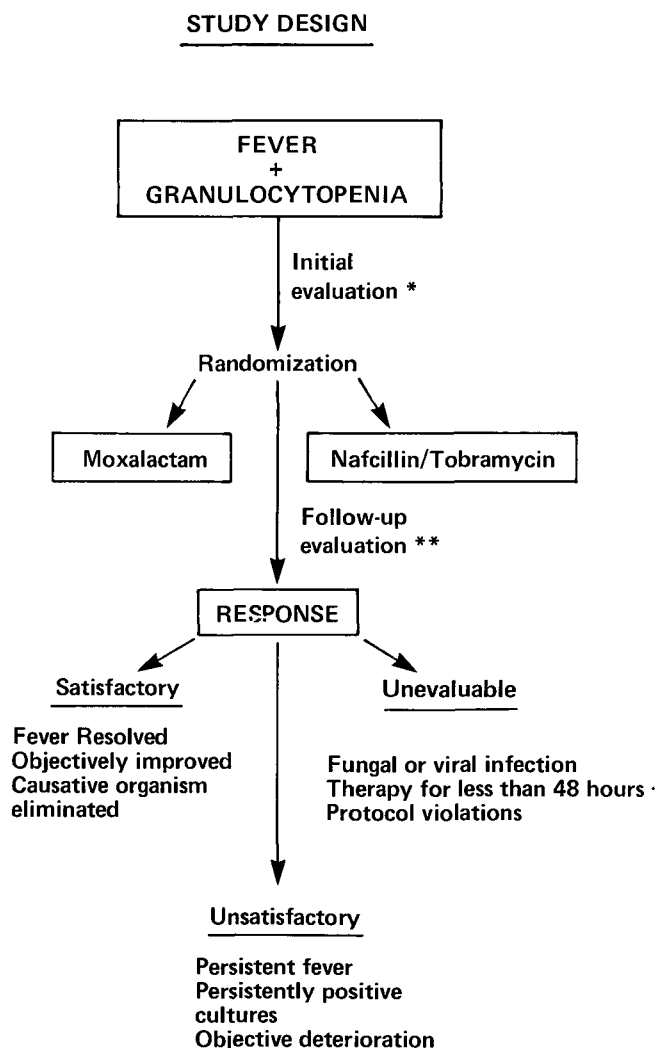 STUDY DESIGN
FEVER
+
GRANULOCYTOPENIA
Initial
evaluation *
Randomization
Moxalactam
Nafcillin/Tobramycin
Follow-up
evaluation **
RESPONSE
Satisfactory
Fever Resolved
Objectively improved
Causative organism
eliminated
Unevaluable
Fungal or viral infection
Therapy for less than 48 hours
Protocol violations
Unsatisfactory
Persistent fever
Persistently positive
cultures
Objective deterioration